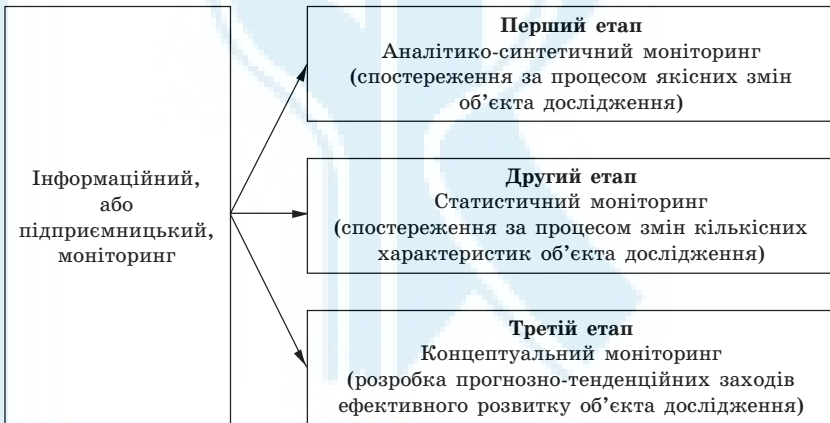 Інформаційний,
або
підприємницький,
моніторинг
Перший етап
Аналітико-синтетичний моніторинг
(спостереження за процесом якісних змін
об’єкта дослідження)
Другий етап
Статистичний моніторинг
(спостереження за процесом змін кількісних
характеристик об’єкта дослідження)
Третій етап
Концептуальний моніторинг
(розробка прогнозно-тенденційних заходів
ефективного розвитку об’єкта дослідження)